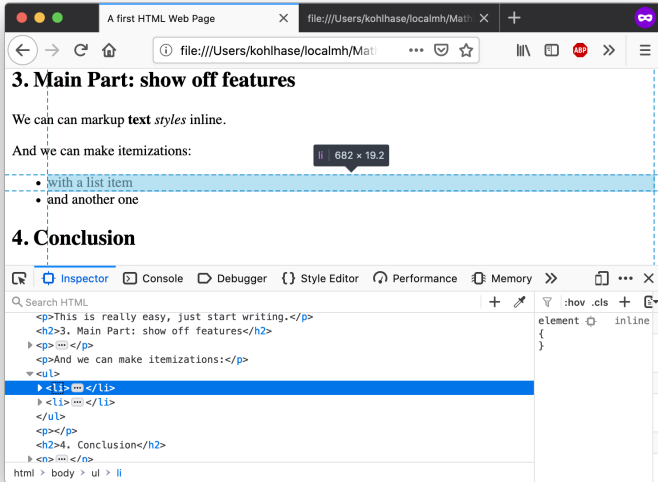 A first HTML Web Page
file:///Users/kohlhase/localmh/Math
file:///Users/kohlhase/localmh/Mat
ABP
3. Main Part: show off features
We can can markup text styles inline.
And we can make itemizations:
li 682 × 19.2
with a list item
and another one
4. Conclusion
Inspector Console Debugger {} Style Editor Performance Memory
Search HTML
:hov .cls
<p>This is really easy, just start writing.</p>
<h2>3. Main Part: show off features</h2>
<p> </p>
<p>And we can make itemizations:</p>
<ul>
<li> </li>
<li> </li>
</ul>
<p></p>
<h2>4. Conclusion</h2>
<p> </p>
element inline
{
}
html > body > ul > li